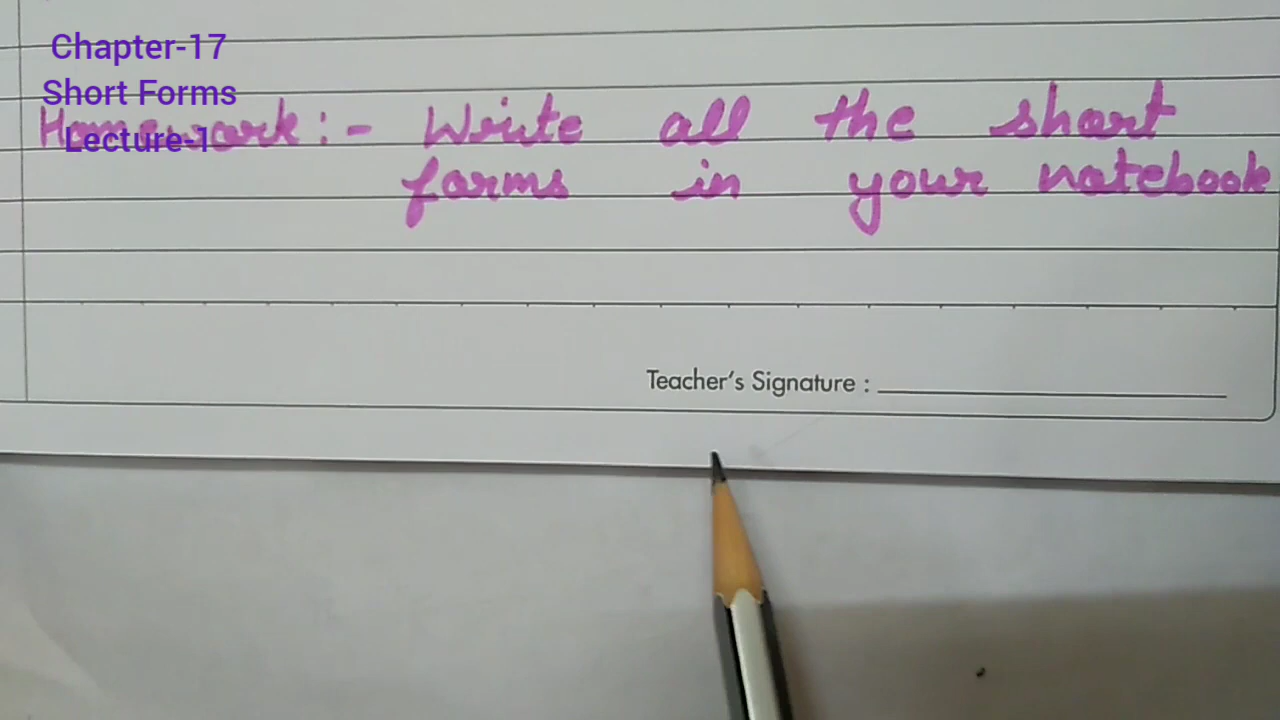 Chapter-17
Short Forms
Lecture-1
Homework:- Write all the short
forms in your notebook
Teacher's Signature :